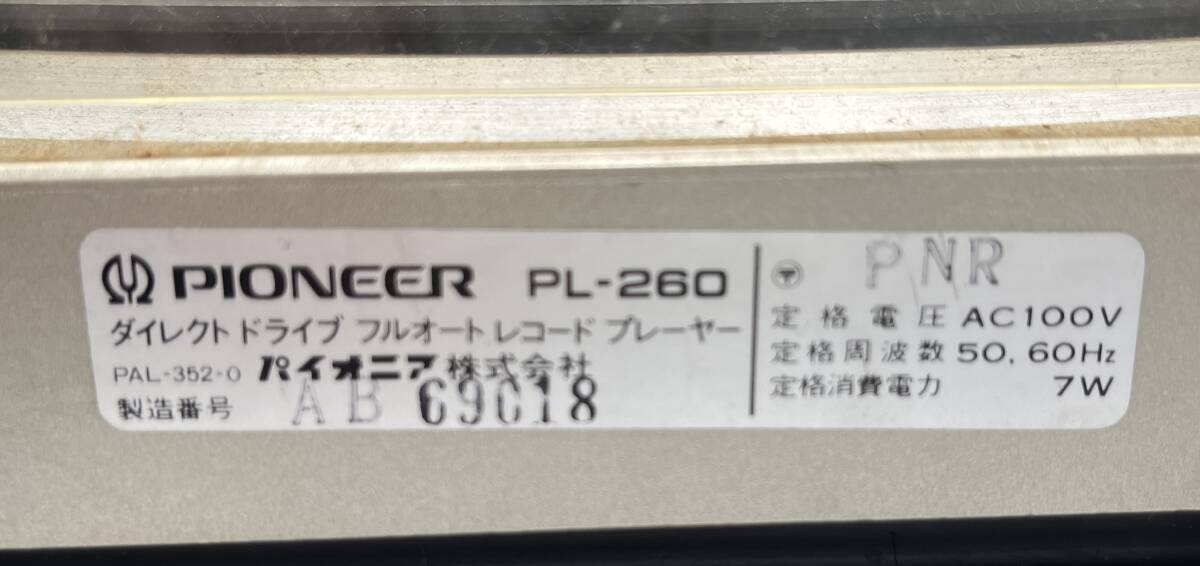 PIONEER PL-260
ダイレクトドライブ フルオートレコード プレーヤー
PAL-352-0 パイオニア株式会社
製造番号 AB 69618
〒 PNR
定格電圧 AC100V
定格周波数 50, 60Hz
定格消費電力 7W